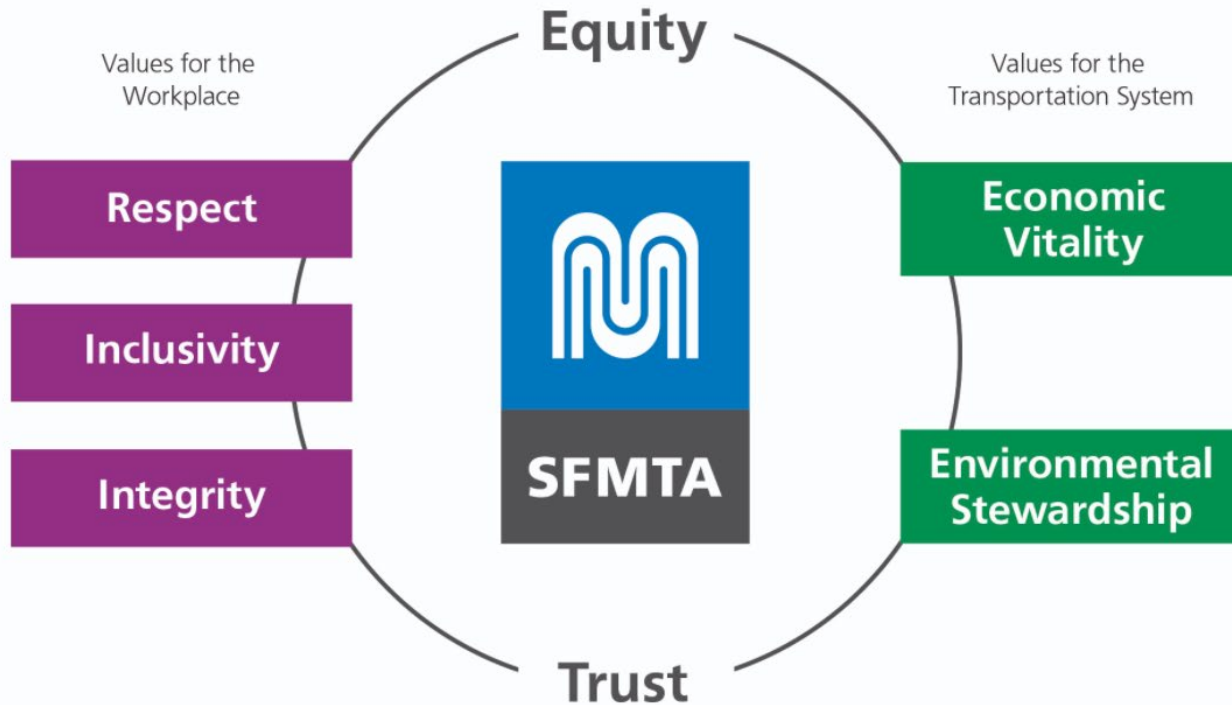 Equity
Values for the
Workplace
Respect
Inclusivity
Integrity
SFMTA
Values for the
Transportation System
Economic
Vitality
Environmental
Stewardship
Trust